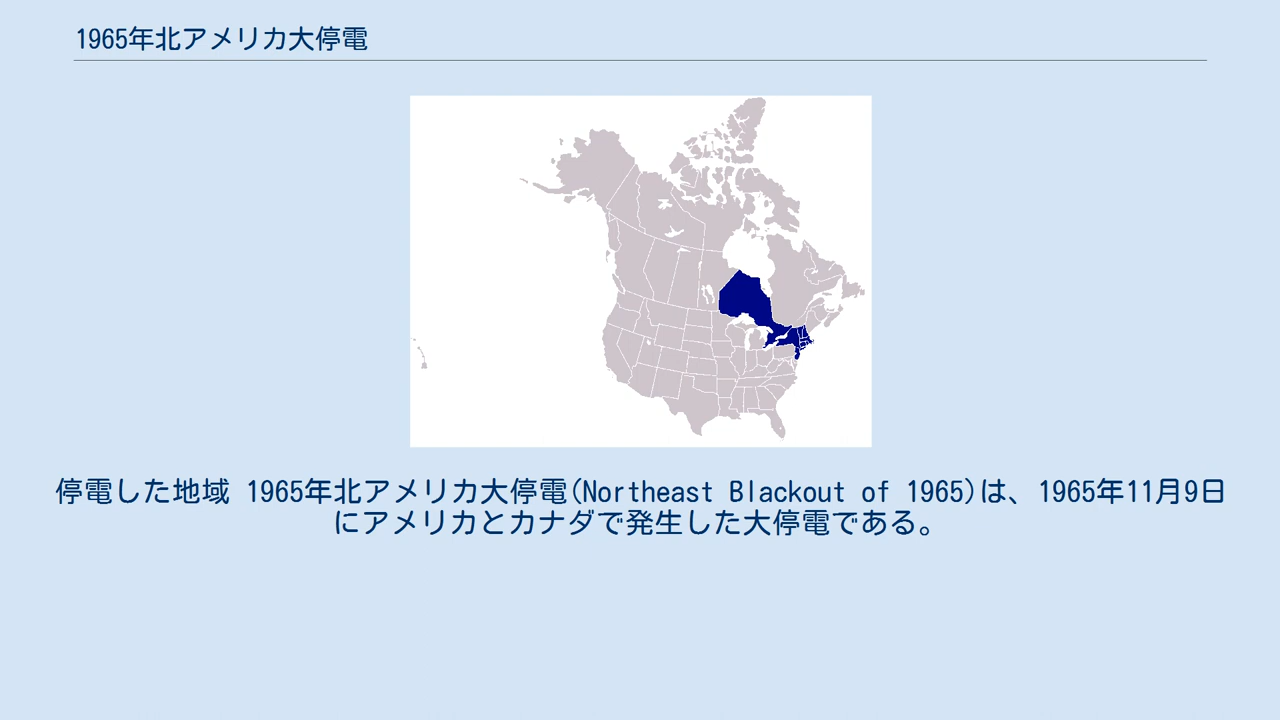 1965年北アメリカ大停電
停電した地域 1965年北アメリカ大停電(Northeast Blackout of 1965)は、1965年11月9日
にアメリカとカナダで発生した大停電である。